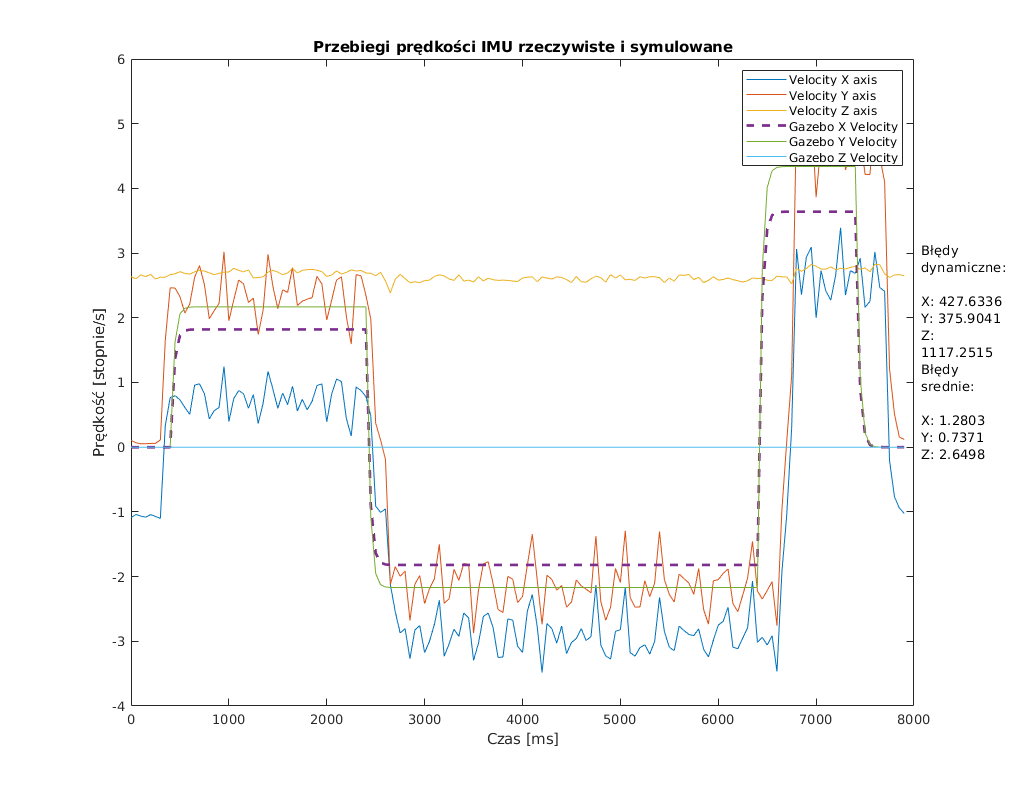 Przebiegi prędkości IMU rzeczywiste i symulowane
6
5
4
3
2
1
0
-1
-2
-3
-4
Prędkość [stopnie/s]
0
1000
2000
3000
4000
5000
6000
7000
8000
Czas [ms]
Velocity X axis
Velocity Y axis
Velocity Z axis
Gazebo X Velocity
Gazebo Y Velocity
Gazebo Z Velocity
Błędy
dynamiczne:
X: 427.6336
Y: 375.9041
Z:
1117.2515
Błędy
srednie:
X: 1.2803
Y: 0.7371
Z: 2.6498